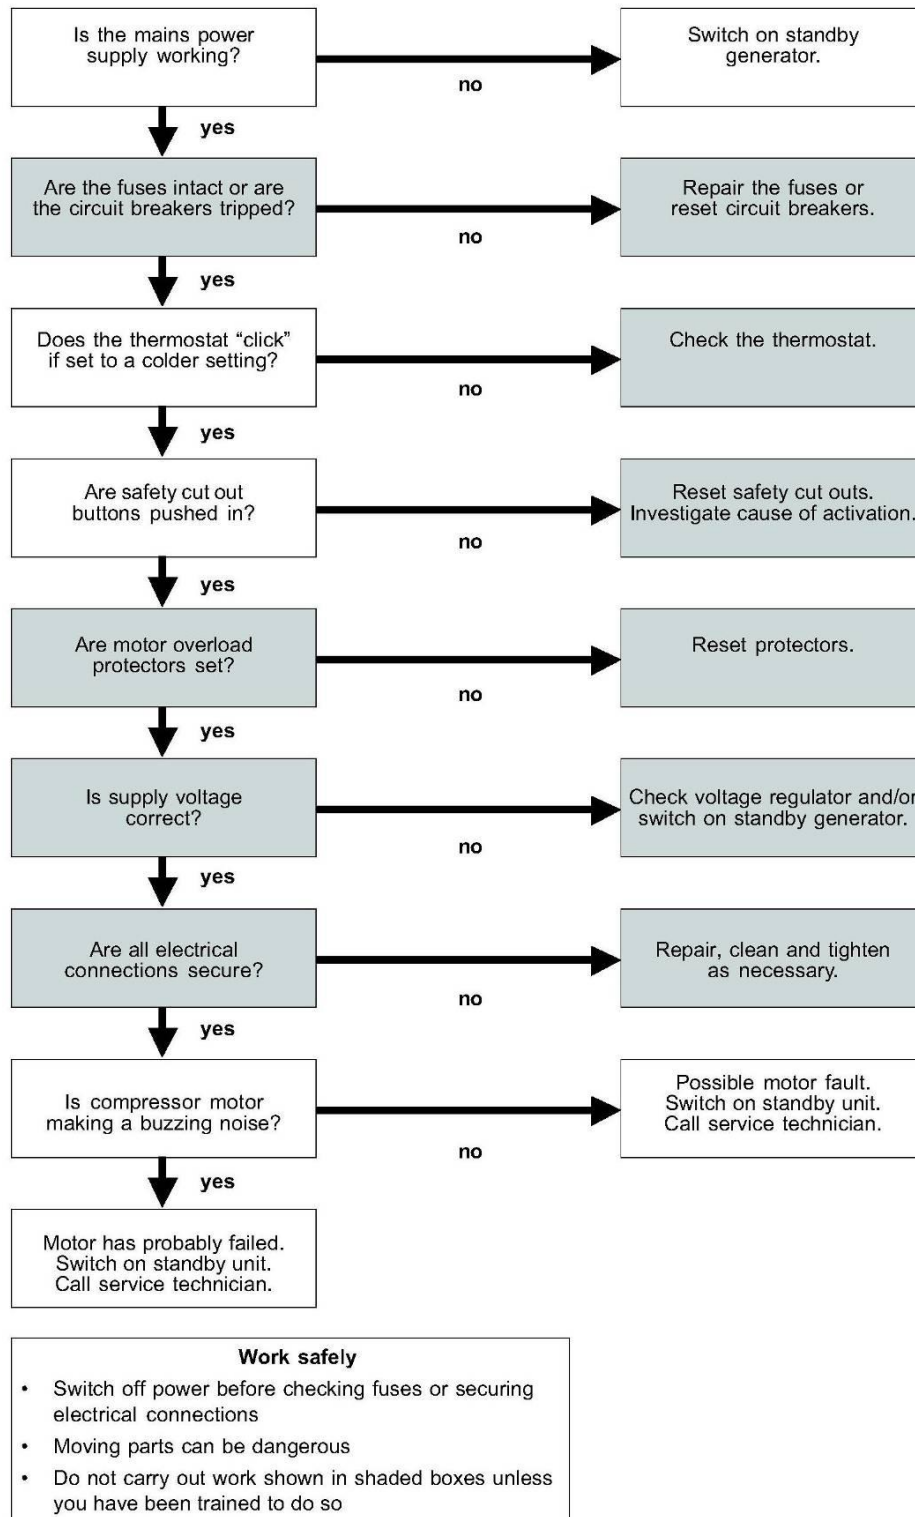 Is the mains power
supply working?
no
Switch on standby
generator.
yes
Are the fuses intact or are
the circuit breakers tripped?
no
Repair the fuses or
reset circuit breakers.
yes
Does the thermostat “click”
if set to a colder setting?
no
Check the thermostat.
yes
Are safety cut out
buttons pushed in?
no
Reset safety cut outs.
Investigate cause of activation.
yes
Are motor overload
protectors set?
no
Reset protectors.
yes
Is supply voltage
correct?
no
Check voltage regulator and/or
switch on standby generator.
yes
Are all electrical
connections secure?
no
Repair, clean and tighten
as necessary.
yes
Is compressor motor
making a buzzing noise?
no
Possible motor fault.
Switch on standby unit.
Call service technician.
yes
Motor has probably failed.
Switch on standby unit.
Call service technician.
Work safely
• Switch off power before checking fuses or securing
electrical connections
• Moving parts can be dangerous
• Do not carry out work shown in shaded boxes unless
you have been trained to do so